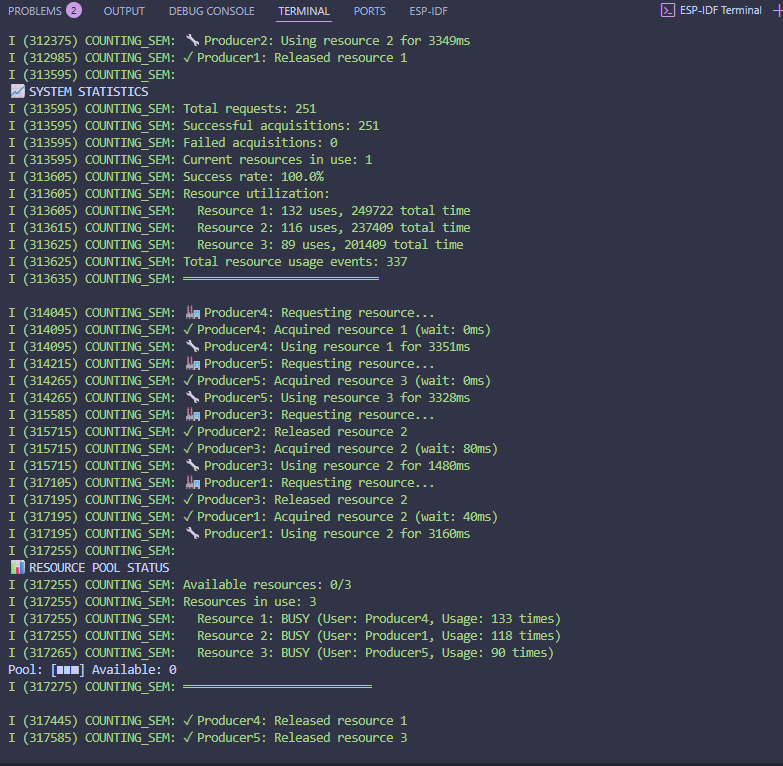 PROBLEMS 2 OUTPUT DEBUG CONSOLE TERMINAL PORTS ESP-IDF ESP-IDF Terminal
I (312375) COUNTING_SEM: 🔧 Producer2: Using resource 2 for 3349ms
I (312985) COUNTING_SEM: ✓ Producer1: Released resource 1
I (313595) COUNTING_SEM:
📈 SYSTEM STATISTICS
I (313595) COUNTING_SEM: Total requests: 251
I (313595) COUNTING_SEM: Successful acquisitions: 251
I (313595) COUNTING_SEM: Failed acquisitions: 0
I (313595) COUNTING_SEM: Current resources in use: 1
I (313605) COUNTING_SEM: Success rate: 100.0%
I (313605) COUNTING_SEM: Resource utilization:
I (313605) COUNTING_SEM:   Resource 1: 132 uses, 249722 total time
I (313615) COUNTING_SEM:   Resource 2: 116 uses, 237409 total time
I (313625) COUNTING_SEM:   Resource 3: 89 uses, 201409 total time
I (313625) COUNTING_SEM: Total resource usage events: 337
I (313635) COUNTING_SEM: ════════════════════════════
I (314045) COUNTING_SEM: 🏭 Producer4: Requesting resource...
I (314095) COUNTING_SEM: ✓ Producer4: Acquired resource 1 (wait: 0ms)
I (314095) COUNTING_SEM: 🔧 Producer4: Using resource 1 for 3351ms
I (314215) COUNTING_SEM: 🏭 Producer5: Requesting resource...
I (314265) COUNTING_SEM: ✓ Producer5: Acquired resource 3 (wait: 0ms)
I (314265) COUNTING_SEM: 🔧 Producer5: Using resource 3 for 3328ms
I (315585) COUNTING_SEM: 🏭 Producer3: Requesting resource...
I (315715) COUNTING_SEM: ✓ Producer2: Released resource 2
I (315715) COUNTING_SEM: ✓ Producer3: Acquired resource 2 (wait: 80ms)
I (315715) COUNTING_SEM: 🔧 Producer3: Using resource 2 for 1480ms
I (317105) COUNTING_SEM: 🏭 Producer1: Requesting resource...
I (317195) COUNTING_SEM: ✓ Producer3: Released resource 2
I (317195) COUNTING_SEM: ✓ Producer1: Acquired resource 2 (wait: 40ms)
I (317195) COUNTING_SEM: 🔧 Producer1: Using resource 2 for 3160ms
I (317255) COUNTING_SEM:
📊 RESOURCE POOL STATUS
I (317255) COUNTING_SEM: Available resources: 0/3
I (317255) COUNTING_SEM: Resources in use: 3
I (317255) COUNTING_SEM:   Resource 1: BUSY (User: Producer4, Usage: 133 times)
I (317255) COUNTING_SEM:   Resource 2: BUSY (User: Producer1, Usage: 118 times)
I (317265) COUNTING_SEM:   Resource 3: BUSY (User: Producer5, Usage: 90 times)
Pool: [■■■] Available: 0
I (317275) COUNTING_SEM: ═══════════════════════════
I (317445) COUNTING_SEM: ✓ Producer4: Released resource 1
I (317585) COUNTING_SEM: ✓ Producer5: Released resource 3